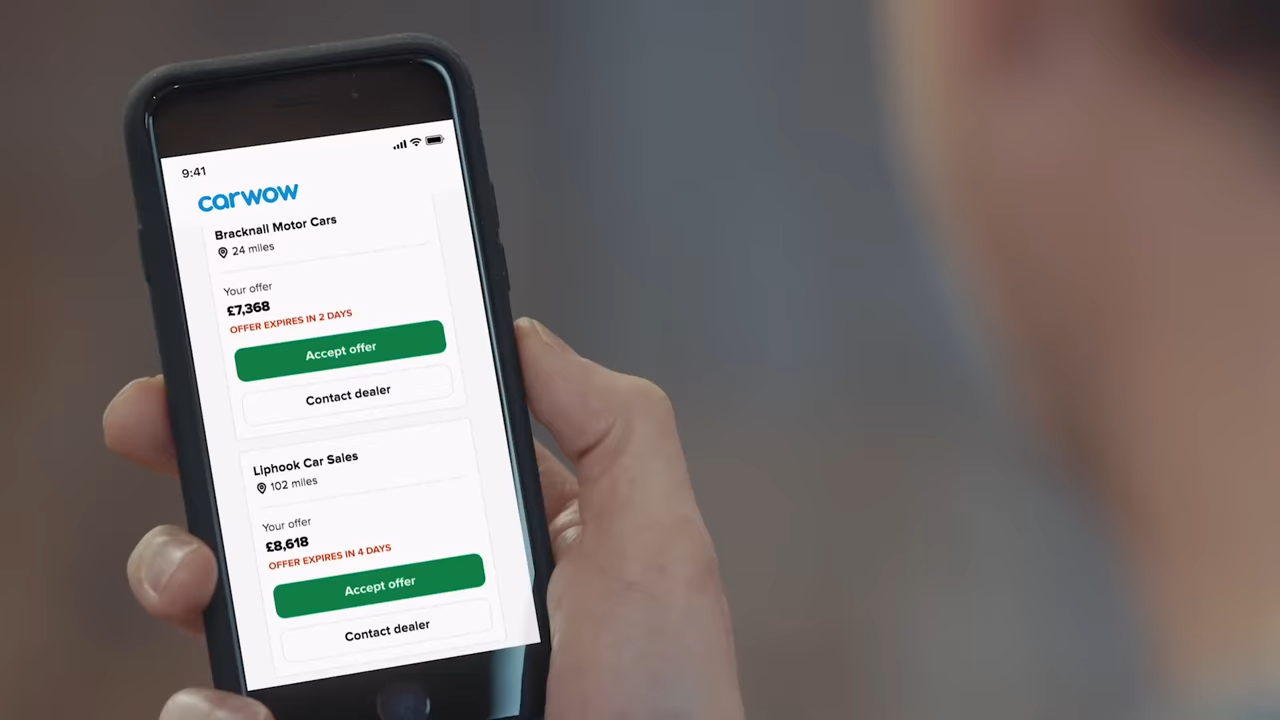 9:41
carwow
Bracknall Motor Cars
24 miles
Your offer
£7,368
OFFER EXPIRES IN 2 DAYS
Accept offer
Contact dealer
Liphook Car Sales
102 miles
Your offer
£8,618
OFFER EXPIRES IN 4 DAYS
Accept offer
Contact dealer